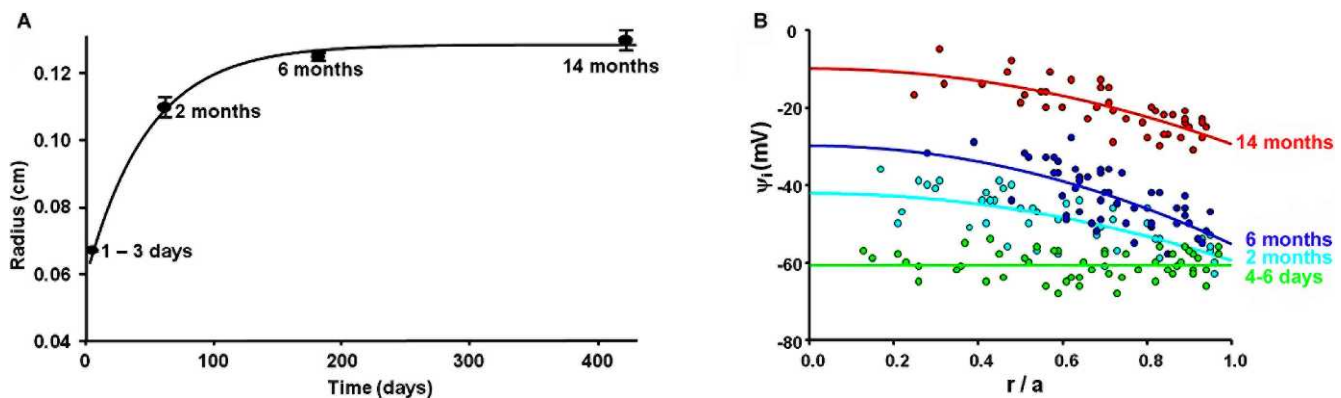 A
Radius (cm)
0.12
0.10
0.08
0.06
0.04
1 – 3 days
2 months
6 months
14 months
0
100
200
300
400
Time (days)
B
ψi (mV)
0
-20
-40
-60
-80
14 months
6 months
2 months
4-6 days
0.0
0.2
0.4
0.6
0.8
1.0
r / a